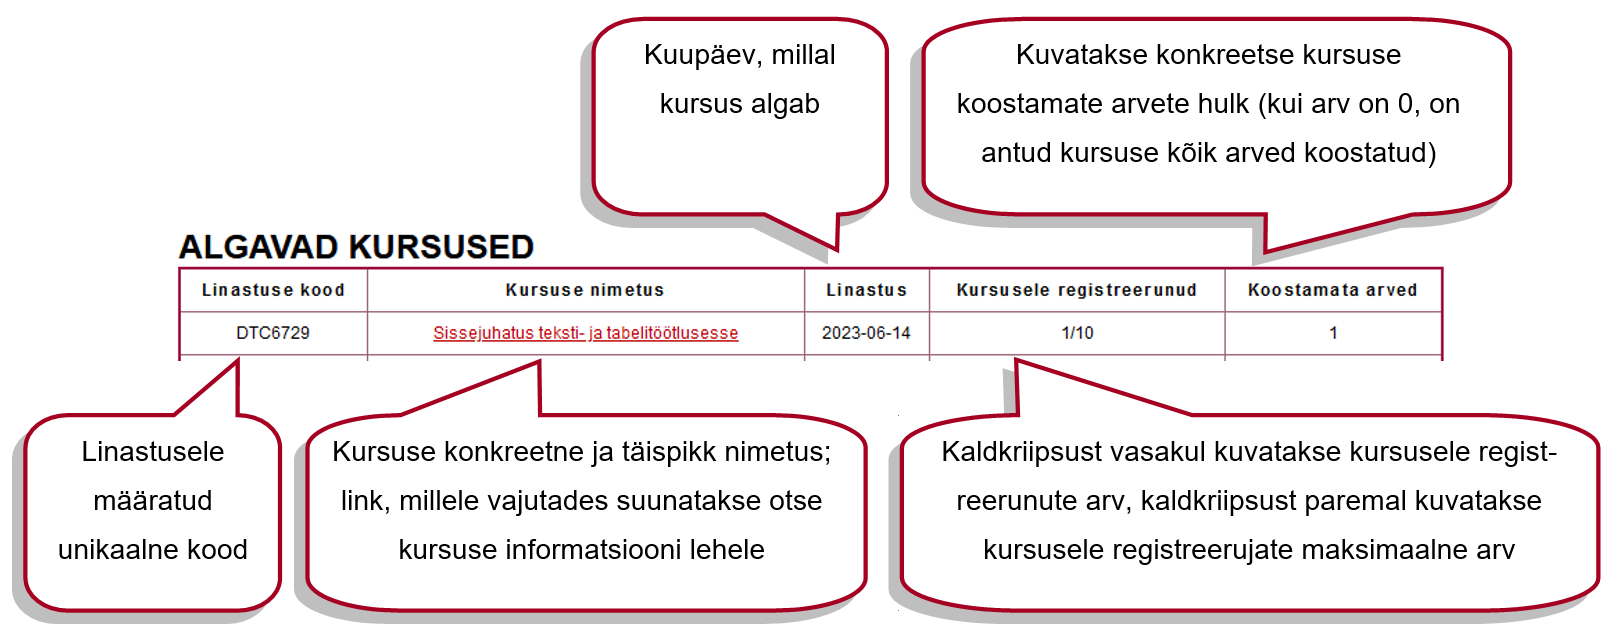 Kuupäev, millal
kursus algab
Kuvatakse konkreetse kursuse
koostamate arvete hulk (kui arv on 0, on
antud kursuse kõik arved koostatud)
ALGAVAD KURSUSED
Linastuse kood Kursuse nimetus Linastus Kursusele registreerunud Koostamata arved
DTC6729 Sissejuhatus teksti- ja tabelitöötlusesse 2023-06-14 1/10 1
Linastusele
määratud
unikaalne kood
Kursuse konkreetne ja täispikk nimetus;
link, millele vajutades suunatakse otse
kursuse informatsiooni lehele
Kaldkriipsust vasakul kuvatakse kursusele regist-
reerunute arv, kaldkriipsust paremal kuvatakse
kursusele registreerujate maksimaalne arv